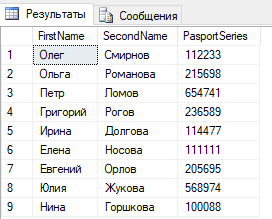 Результаты Сообщения
FirstName SecondName PasportSeries
1 Олег Смирнов 112233
2 Ольга Романова 215698
3 Петр Ломов 654741
4 Григорий Рогов 236589
5 Ирина Долгова 114477
6 Елена Носова 111111
7 Евгений Орлов 205695
8 Юлия Жукова 568974
9 Нина Горшкова 100088